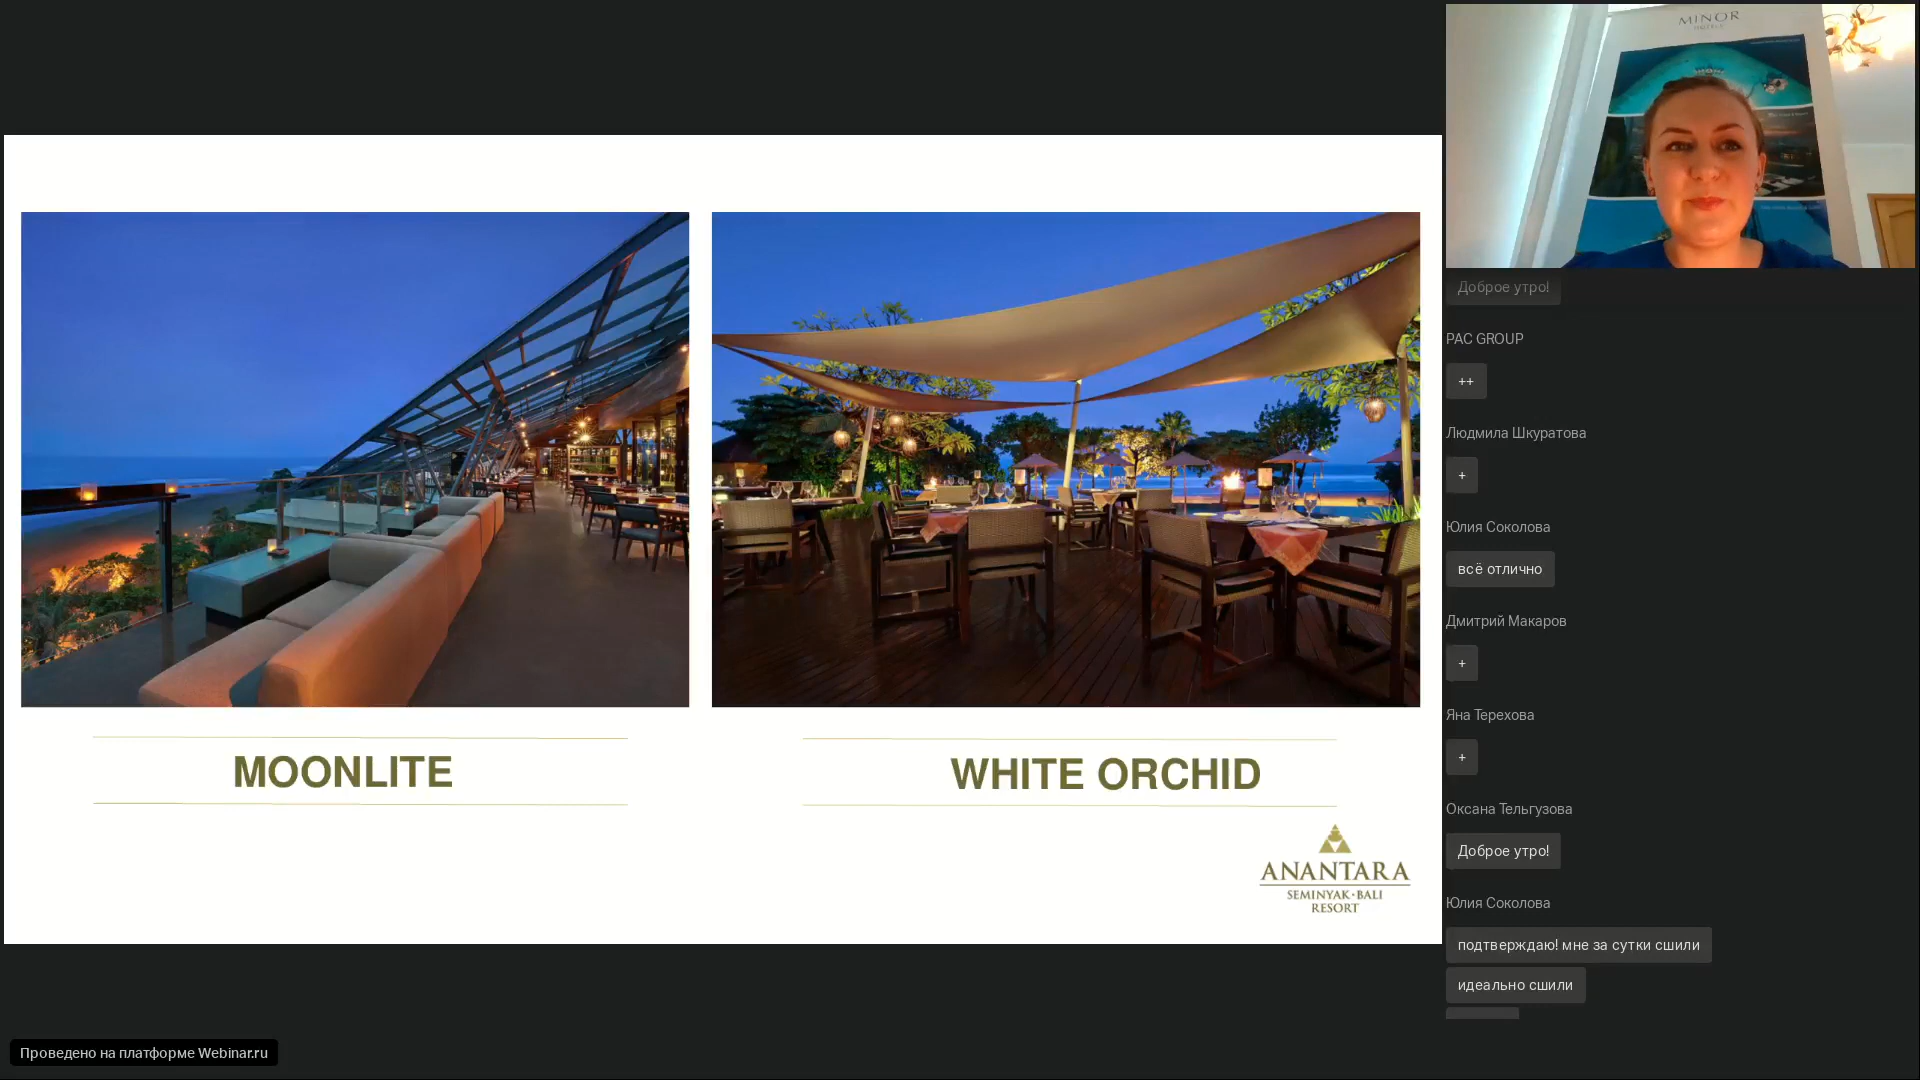 MINOR
HOTELS
Доброе утро!
PAC GROUP
++
Людмила Шкуратова
+
Юлия Соколова
всё отлично
Дмитрий Макаров
+
Яна Терехова
+
Оксана Тельгузова
Доброе утро!
Юлия Соколова
подтверждаю! мне за сутки сшили
идеально сшили
MOONLITE
WHITE ORCHID
ANANTARA
SEMINYAK·BALI
RESORT
Проведено на платформе Webinar.ru